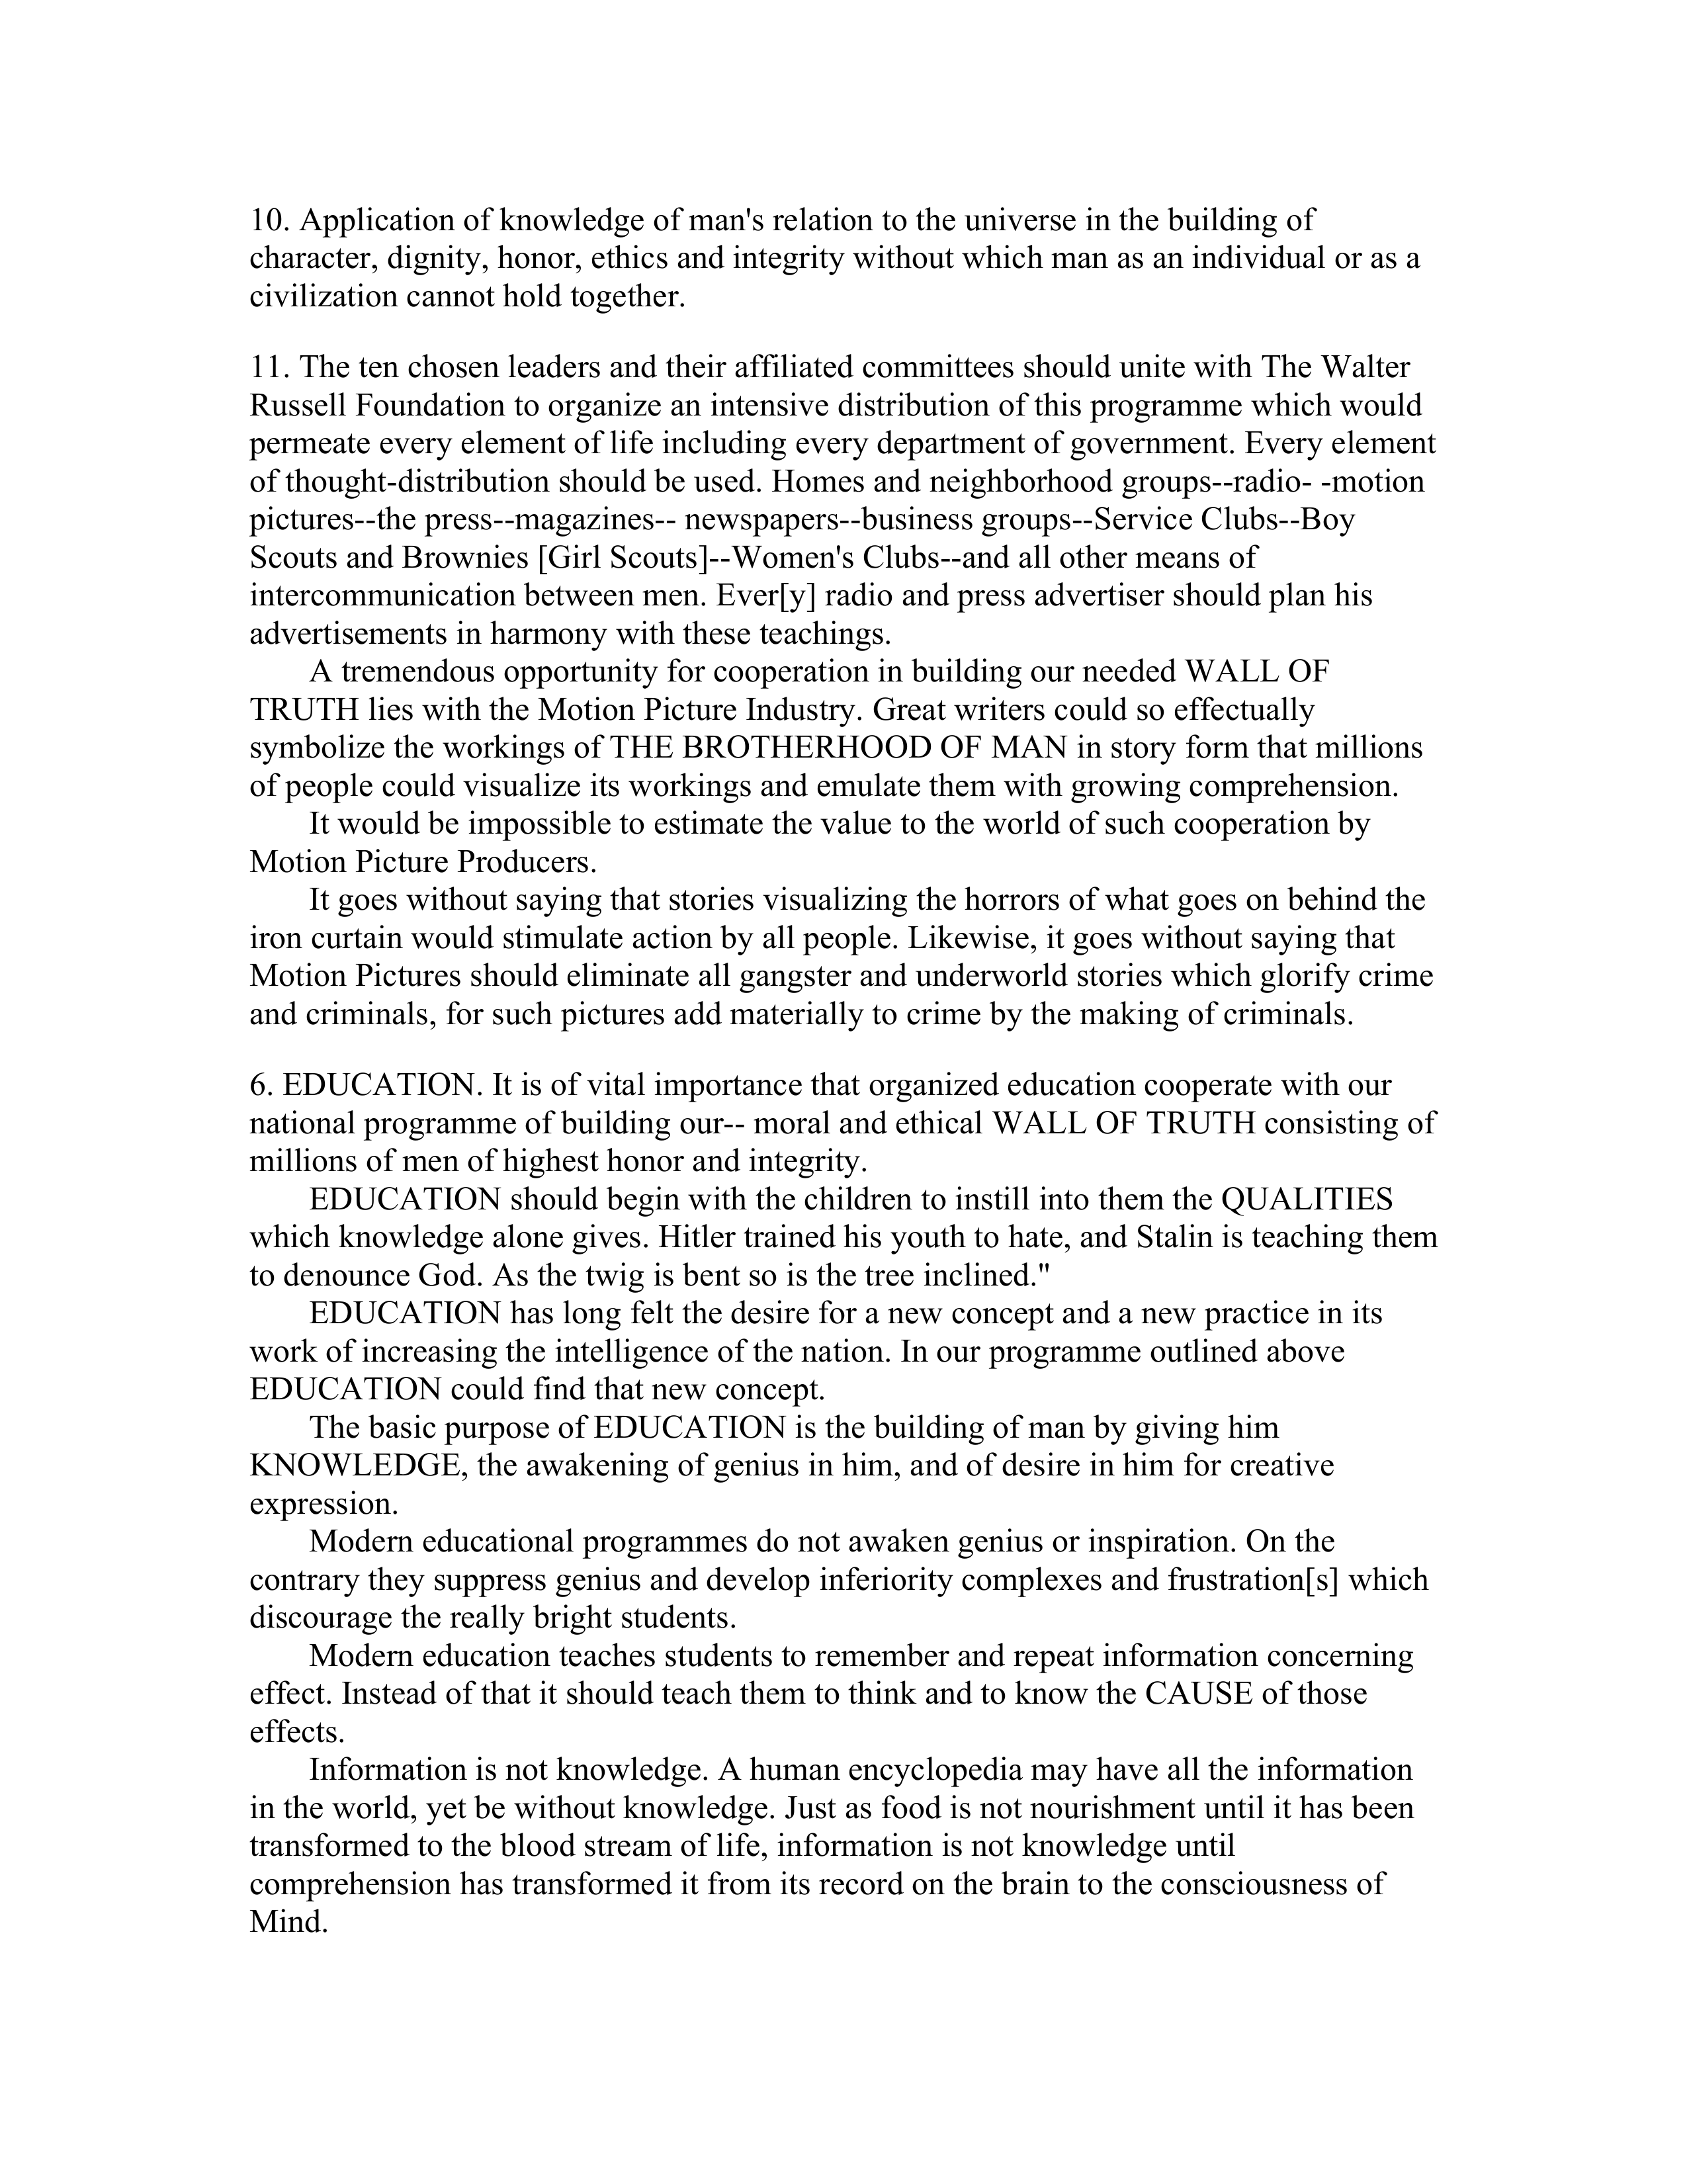 10. Application of knowledge of man's relation to the universe in the building of
character, dignity, honor, ethics and integrity without which man as an individual or as a
civilization cannot hold together.
11. The ten chosen leaders and their affiliated committees should unite with The Walter
Russell Foundation to organize an intensive distribution of this programme which would
permeate every element of life including every department of government. Every element
of thought-distribution should be used. Homes and neighborhood groups--radio- -motion
pictures--the press--magazines-- newspapers--business groups--Service Clubs--Boy
Scouts and Brownies [Girl Scouts]--Women's Clubs--and all other means of
intercommunication between men. Ever[y] radio and press advertiser should plan his
advertisements in harmony with these teachings.
A tremendous opportunity for cooperation in building our needed WALL OF
TRUTH lies with the Motion Picture Industry. Great writers could so effectually
symbolize the workings of THE BROTHERHOOD OF MAN in story form that millions
of people could visualize its workings and emulate them with growing comprehension.
It would be impossible to estimate the value to the world of such cooperation by
Motion Picture Producers.
It goes without saying that stories visualizing the horrors of what goes on behind the
iron curtain would stimulate action by all people. Likewise, it goes without saying that
Motion Pictures should eliminate all gangster and underworld stories which glorify crime
and criminals, for such pictures add materially to crime by the making of criminals.
6. EDUCATION. It is of vital importance that organized education cooperate with our
national programme of building our-- moral and ethical WALL OF TRUTH consisting of
millions of men of highest honor and integrity.
EDUCATION should begin with the children to instill into them the QUALITIES
which knowledge alone gives. Hitler trained his youth to hate, and Stalin is teaching them
to denounce God. As the twig is bent so is the tree inclined."
EDUCATION has long felt the desire for a new concept and a new practice in its
work of increasing the intelligence of the nation. In our programme outlined above
EDUCATION could find that new concept.
The basic purpose of EDUCATION is the building of man by giving him
KNOWLEDGE, the awakening of genius in him, and of desire in him for creative
expression.
Modern educational programmes do not awaken genius or inspiration. On the
contrary they suppress genius and develop inferiority complexes and frustration[s] which
discourage the really bright students.
Modern education teaches students to remember and repeat information concerning
effect. Instead of that it should teach them to think and to know the CAUSE of those
effects.
Information is not knowledge. A human encyclopedia may have all the information
in the world, yet be without knowledge. Just as food is not nourishment until it has been
transformed to the blood stream of life, information is not knowledge until
comprehension has transformed it from its record on the brain to the consciousness of
Mind.